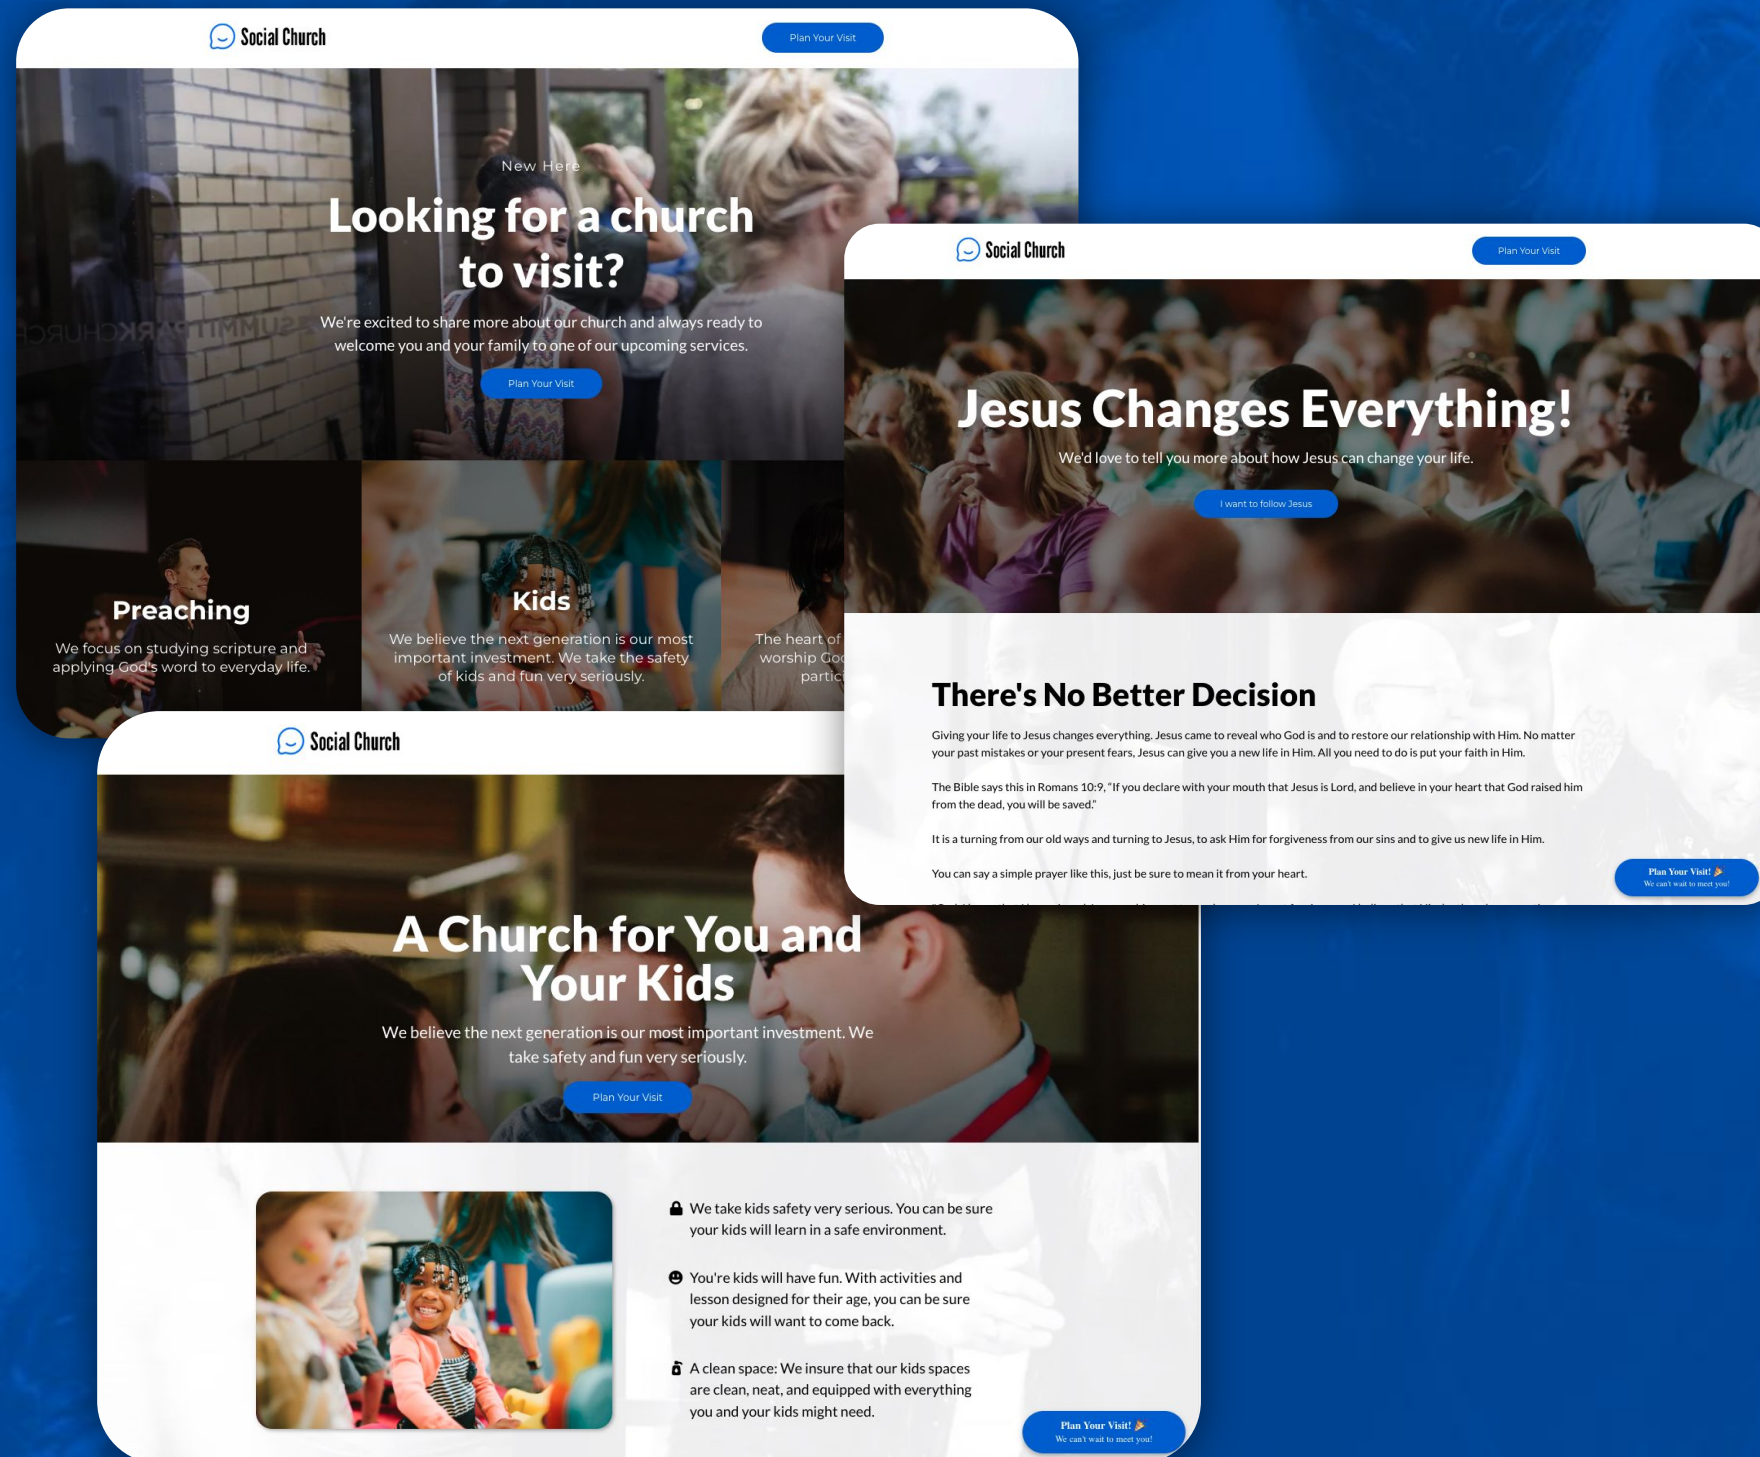 Social Church
Plan Your Visit
New Here
Looking for a church
to visit?
We're excited to share more about our church and always ready to
welcome you and your family to one of our upcoming services.
Plan Your Visit
SUMMITPARKCHURCH
Preaching
We focus on studying scripture and
applying God's word to everyday life.
Kids
We believe the next generation is our most
important investment. We take the safety
of kids and fun very seriously.
The heart of
worship
Social Church
Plan Your Visit
Jesus Changes Everything!
We'd love to tell you more about how Jesus can change your life.
I want to follow Jesus
There's No Better Decision
Giving your life to Jesus changes everything. Jesus came to reveal who God is and to restore our relationship with Him. No matter
your past mistakes or your present fears, Jesus can give you a new life in Him. All you need to do is put your faith in Him.
The Bible says this in Romans 10:9, "If you declare with your mouth that Jesus is Lord, and believe in your heart that God raised him
from the dead, you will be saved."
It is a turning from our old ways and turning to Jesus, to ask Him for forgiveness from our sins and to give us new life in Him.
You can say a simple prayer like this, just be sure to mean it from your heart.
Plan Your Visit! 🎉
We can't wait to meet you!
Social Church
A Church for You and
Your Kids
We believe the next generation is our most important investment. We
take safety and fun very seriously.
Plan Your Visit
We take kids safety very serious. You can be sure
your kids will learn in a safe environment.
You're kids will have fun. With activities and
lesson designed for their age, you can be sure
your kids will want to come back.
A clean space: We insure that our kids spaces
are clean, neat, and equipped with everything
you and your kids might need.
Plan Your Visit! 🎉
We can't wait to meet you!